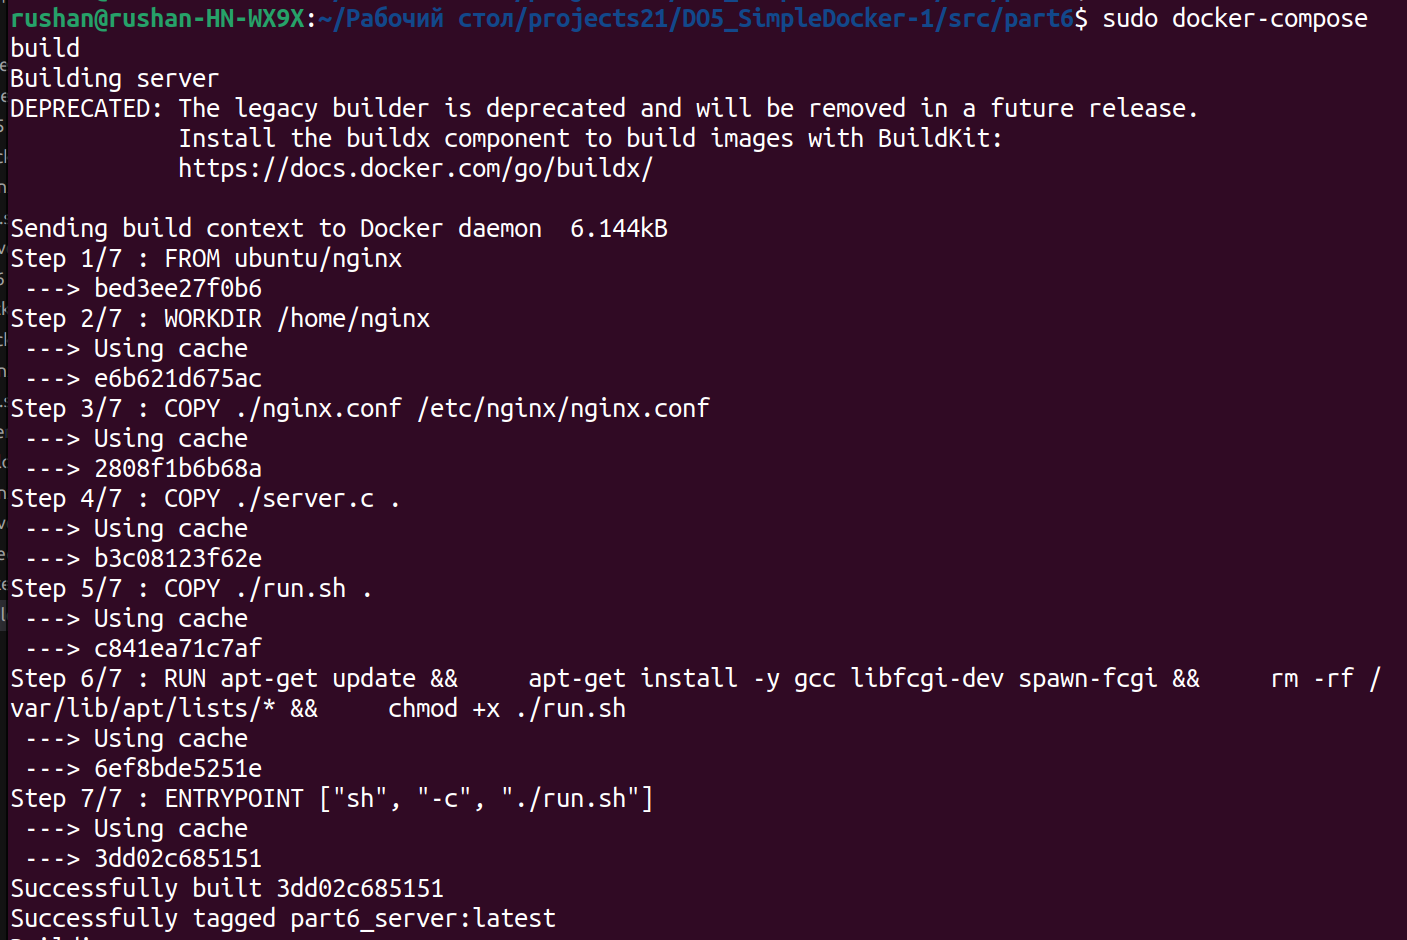 rushan@rushan-HN-WX9X:~/Рабочий стол/projects21/DO5_SimpleDocker-1/src/part6$ sudo docker-compose
build
Building server
DEPRECATED: The legacy builder is deprecated and will be removed in a future release.
            Install the buildx component to build images with BuildKit:
            https://docs.docker.com/go/buildx/

Sending build context to Docker daemon  6.144kB
Step 1/7 : FROM ubuntu/nginx
 ---> bed3ee27f0b6
Step 2/7 : WORKDIR /home/nginx
 ---> Using cache
 ---> e6b621d675ac
Step 3/7 : COPY ./nginx.conf /etc/nginx/nginx.conf
 ---> Using cache
 ---> 2808f1b6b68a
Step 4/7 : COPY ./server.c .
 ---> Using cache
 ---> b3c08123f62e
Step 5/7 : COPY ./run.sh .
 ---> Using cache
 ---> c841ea71c7af
Step 6/7 : RUN apt-get update &&     apt-get install -y gcc libfcgi-dev spawn-fcgi &&     rm -rf /
var/lib/apt/lists/* &&     chmod +x ./run.sh
 ---> Using cache
 ---> 6ef8bde5251e
Step 7/7 : ENTRYPOINT ["sh", "-c", "./run.sh"]
 ---> Using cache
 ---> 3dd02c685151
Successfully built 3dd02c685151
Successfully tagged part6_server:latest